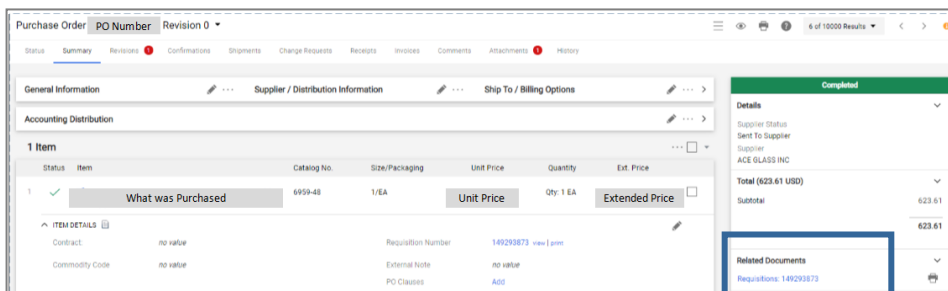 Purchase Order PO Number Revision 0
6 of 10000 Results
Status Summary Revisions 1 Confirmations Shipments Change Requests Receipts Invoices Comments Attachments 1 History
General Information
Supplier / Distribution Information
Ship To / Billing Options
Accounting Distribution
1 Item
Status Item Catalog No. Size/Packaging Unit Price Quantity Ext. Price
1 What was Purchased 6959-48 1/EA Unit Price Qty: 1 EA Extended Price
ITEM DETAILS
Contract: no value
Requisition Number 149293873 view | print
Commodity Code no value
External Note no value
PO Clauses Add
Completed
Details
Supplier Status
Sent To Supplier
Supplier
ACE GLASS INC
Total (623.61 USD)
Subtotal 623.61
623.61
Related Documents
Requisitions: 149293873